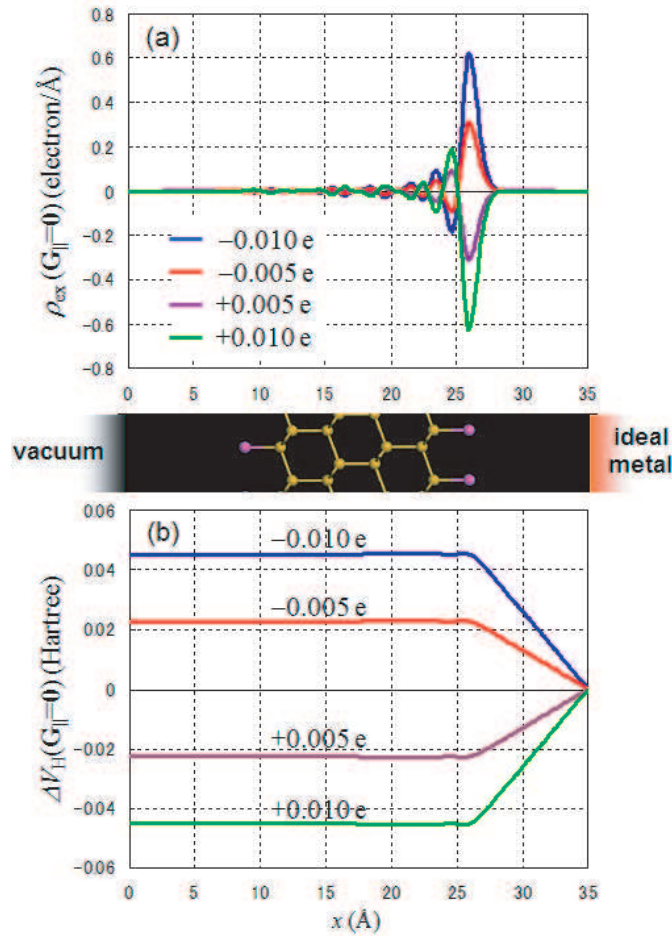 (a)
ρex (G∥=0) (electron/Å)
0.8
0.6
0.4
0.2
0
-0.2
-0.4
-0.6
-0.8
−0.010 e
−0.005 e
+0.005 e
+0.010 e
0 5 10 15 20 25 30 35
vacuum
ideal
metal
(b)
ΔVH(G∥=0) (Hartree)
0.06
0.04
0.02
0
-0.02
-0.04
-0.06
−0.010 e
−0.005 e
+0.005 e
+0.010 e
0 5 10 15 20 25 30 35
x (Å)